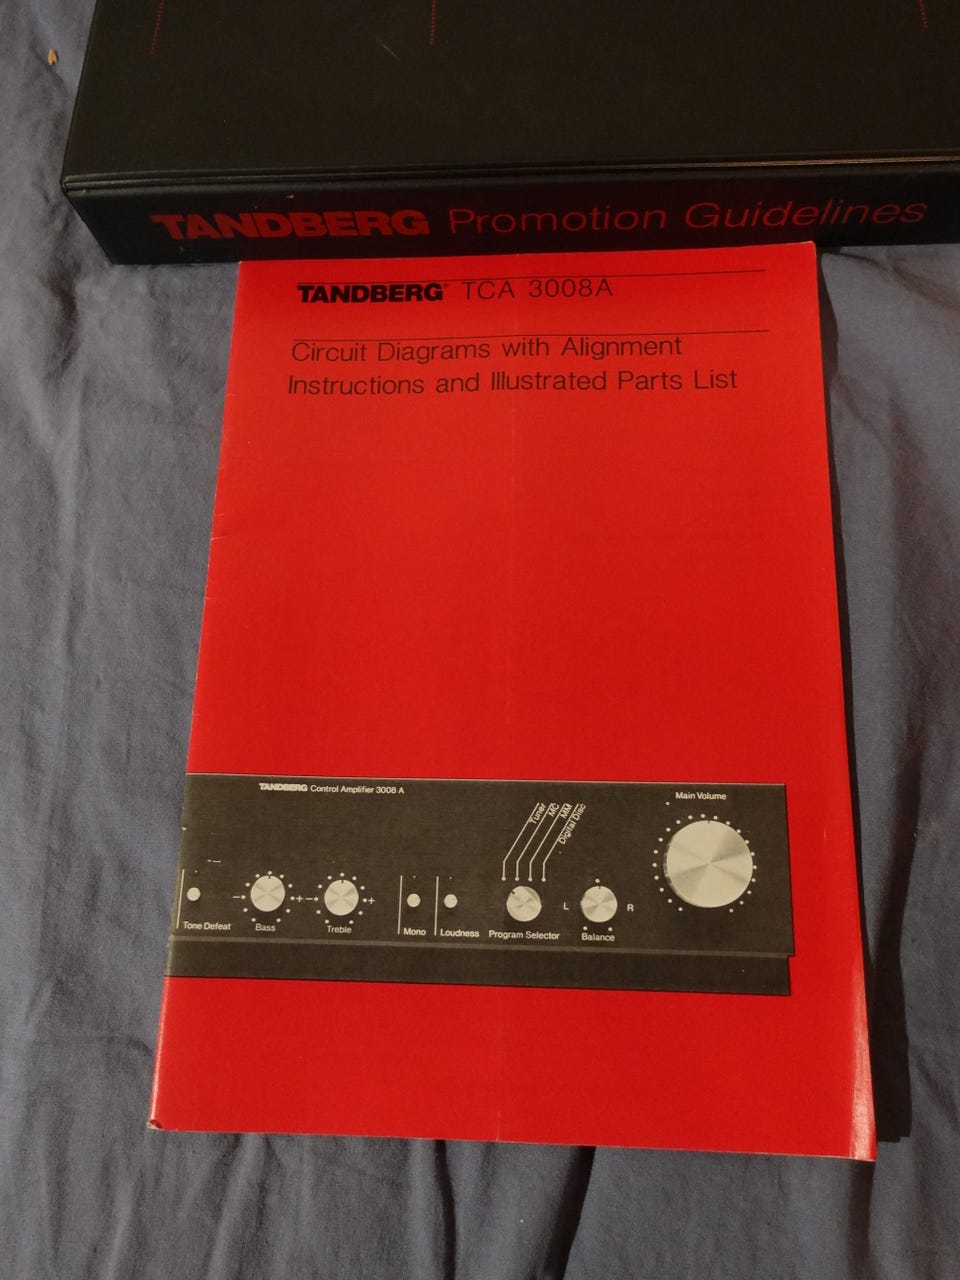 TANDBERG Promotion Guidelines
TANDBERG® TCA 3008A
Circuit Diagrams with Alignment
Instructions and Illustrated Parts List
TANDBERG Control Amplifier 3008 A
Main Volume
Tuner
MC
MM
Digital Disc
Tone Defeat
- Bass +
- Treble +
Mono
Loudness
Program Selector
L Balance R